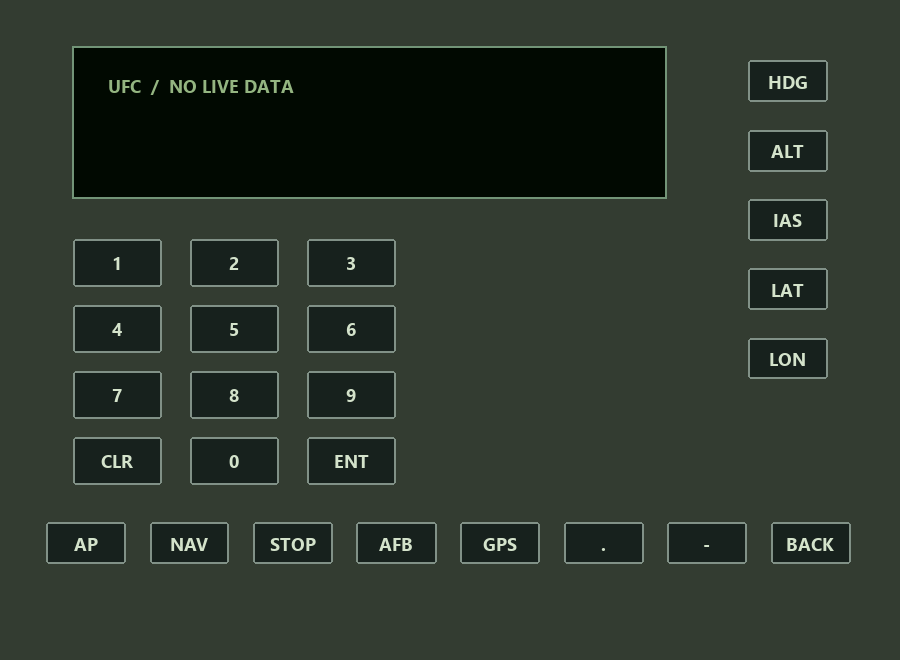 UFC / NO LIVE DATA
HDG
ALT
IAS
LAT
LON
1 2 3
4 5 6
7 8 9
CLR 0 ENT
AP NAV STOP AFB GPS . - BACK